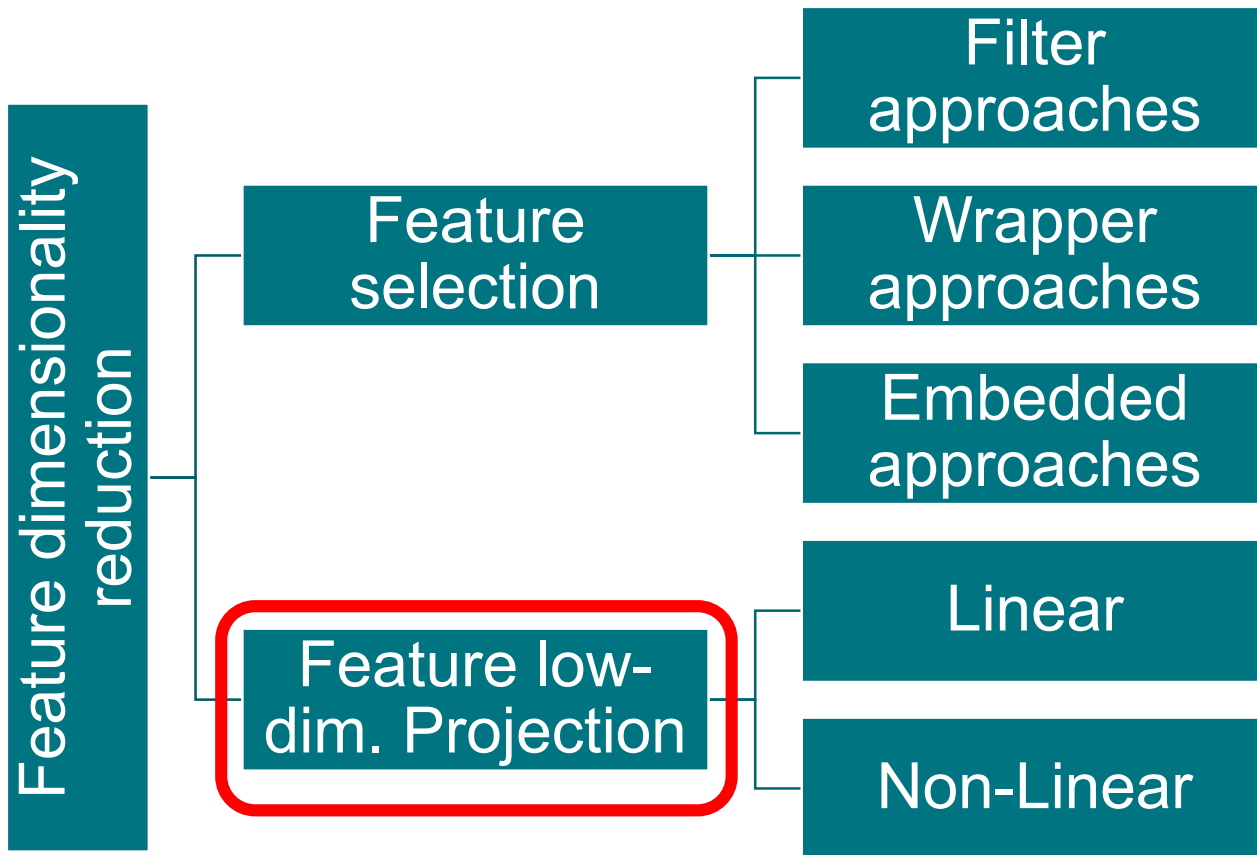 Feature dimensionality
reduction
Feature
selection
Filter
approaches
Wrapper
approaches
Embedded
approaches
Feature low-
dim. Projection
Linear
Non-Linear